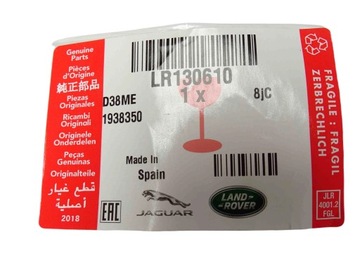 Genuine
Parts
Pièces
d'Origine
純正部品
Piezas
Originales
Ricambi
Originali
Originele
Onderdelen
Peças
Genuínas
Originalteile
قطع غيار
أصلية
2018
LR130610
1 x
8jC
D38ME
1938350
Made In
Spain
EAC
JAGUAR
LAND-
ROVER
FRAGILE : FRAGIL
ZERBRECHLICH
JLR
4001.2
FGL